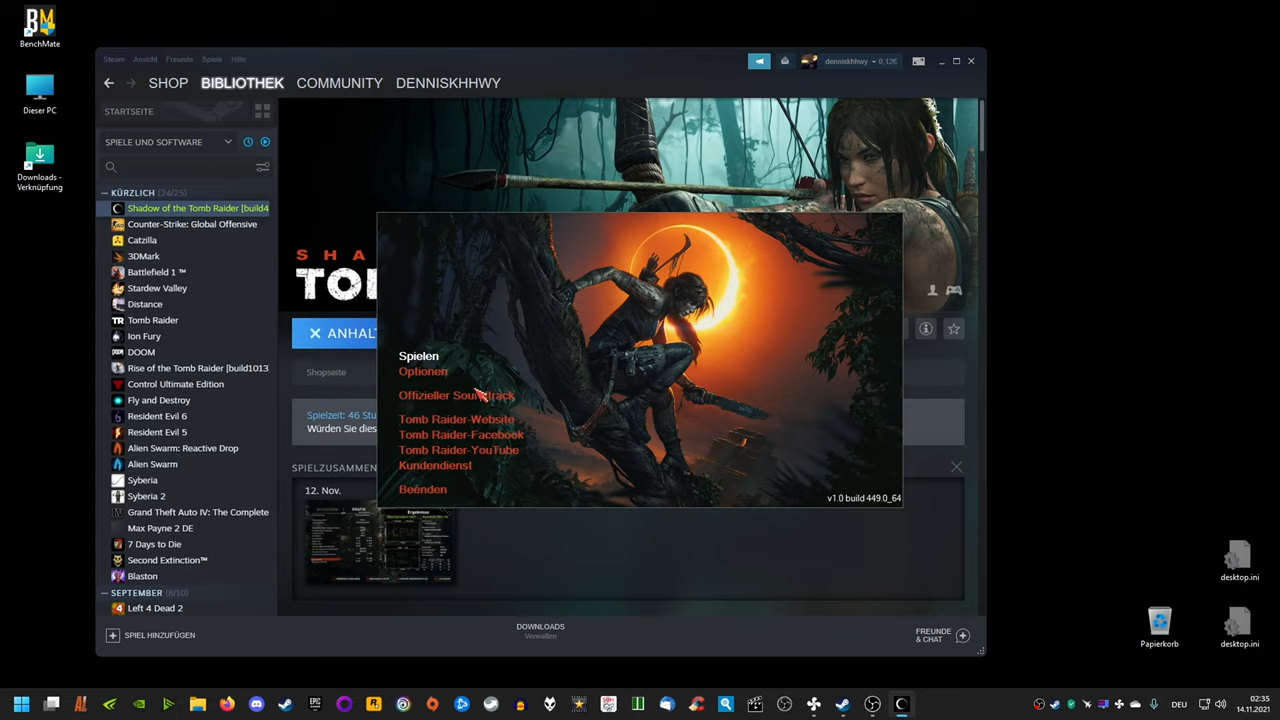 BenchMate
Dieser PC
Downloads -
Verknüpfung
Steam Ansicht Freunde Spiele Hilfe
denniskhhwy 0,12€
SHOP BIBLIOTHEK COMMUNITY DENNISKHHWY
STARTSEITE
SPIELE UND SOFTWARE
KÜRZLICH (24/25)
Shadow of the Tomb Raider [build4
Counter-Strike: Global Offensive
Catzilla
3DMark
Battlefield 1 ™
Stardew Valley
Distance
Tomb Raider
Ion Fury
DOOM
Rise of the Tomb Raider [build1013
Control Ultimate Edition
Fly and Destroy
Resident Evil 6
Resident Evil 5
Alien Swarm: Reactive Drop
Alien Swarm
Syberia
Syberia 2
Grand Theft Auto IV: The Complete
Max Payne 2 DE
7 Days to Die
Second Extinction™
Blaston
SEPTEMBER (8/10)
Left 4 Dead 2
SPIEL HINZUFÜGEN
SHA
TO
ANHALT
Shopseite
Spielzeit: 46 Stu
Würden Sie dies
SPIELZUSAMMEN
12. Nov.
Ergebnisse
Spielen
Optionen
Offizieller Soundtrack
Tomb Raider-Website
Tomb Raider-Facebook
Tomb Raider-YouTube
Kundendienst
Beenden
v1.0 build 449.0_64
DOWNLOADS
Verwalten
FREUNDE
& CHAT
desktop.ini
Papierkorb
desktop.ini
DEU
02:35
14.11.2021